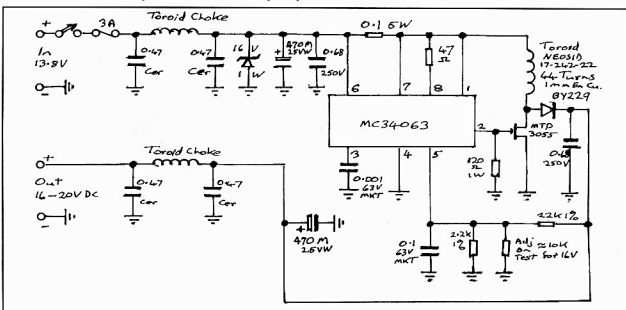 Toroid Choke
+
3A
In
13.8V
-
0.47
Cer
0.47
Cer
16 V
1 W
+
470M
25VW
0.68
250V
0.1 5W
47
Ω
Toroid
NEOSID
17-242-22
44 Turns
1mm En Cu.
BY229
6
7
8
1
MC34063
2
MTP
3055
0.68
250V
3
4
5
0.001
63V
MKT
120
Ω
1W
Toroid Choke
+
Out
16-20V DC
-
0.47
Cer
0.47
Cer
+
470M
25VW
22k 1%
0.1
63V
MKT
2.2k
1%
Adj ≈10k
on
Test for 16V